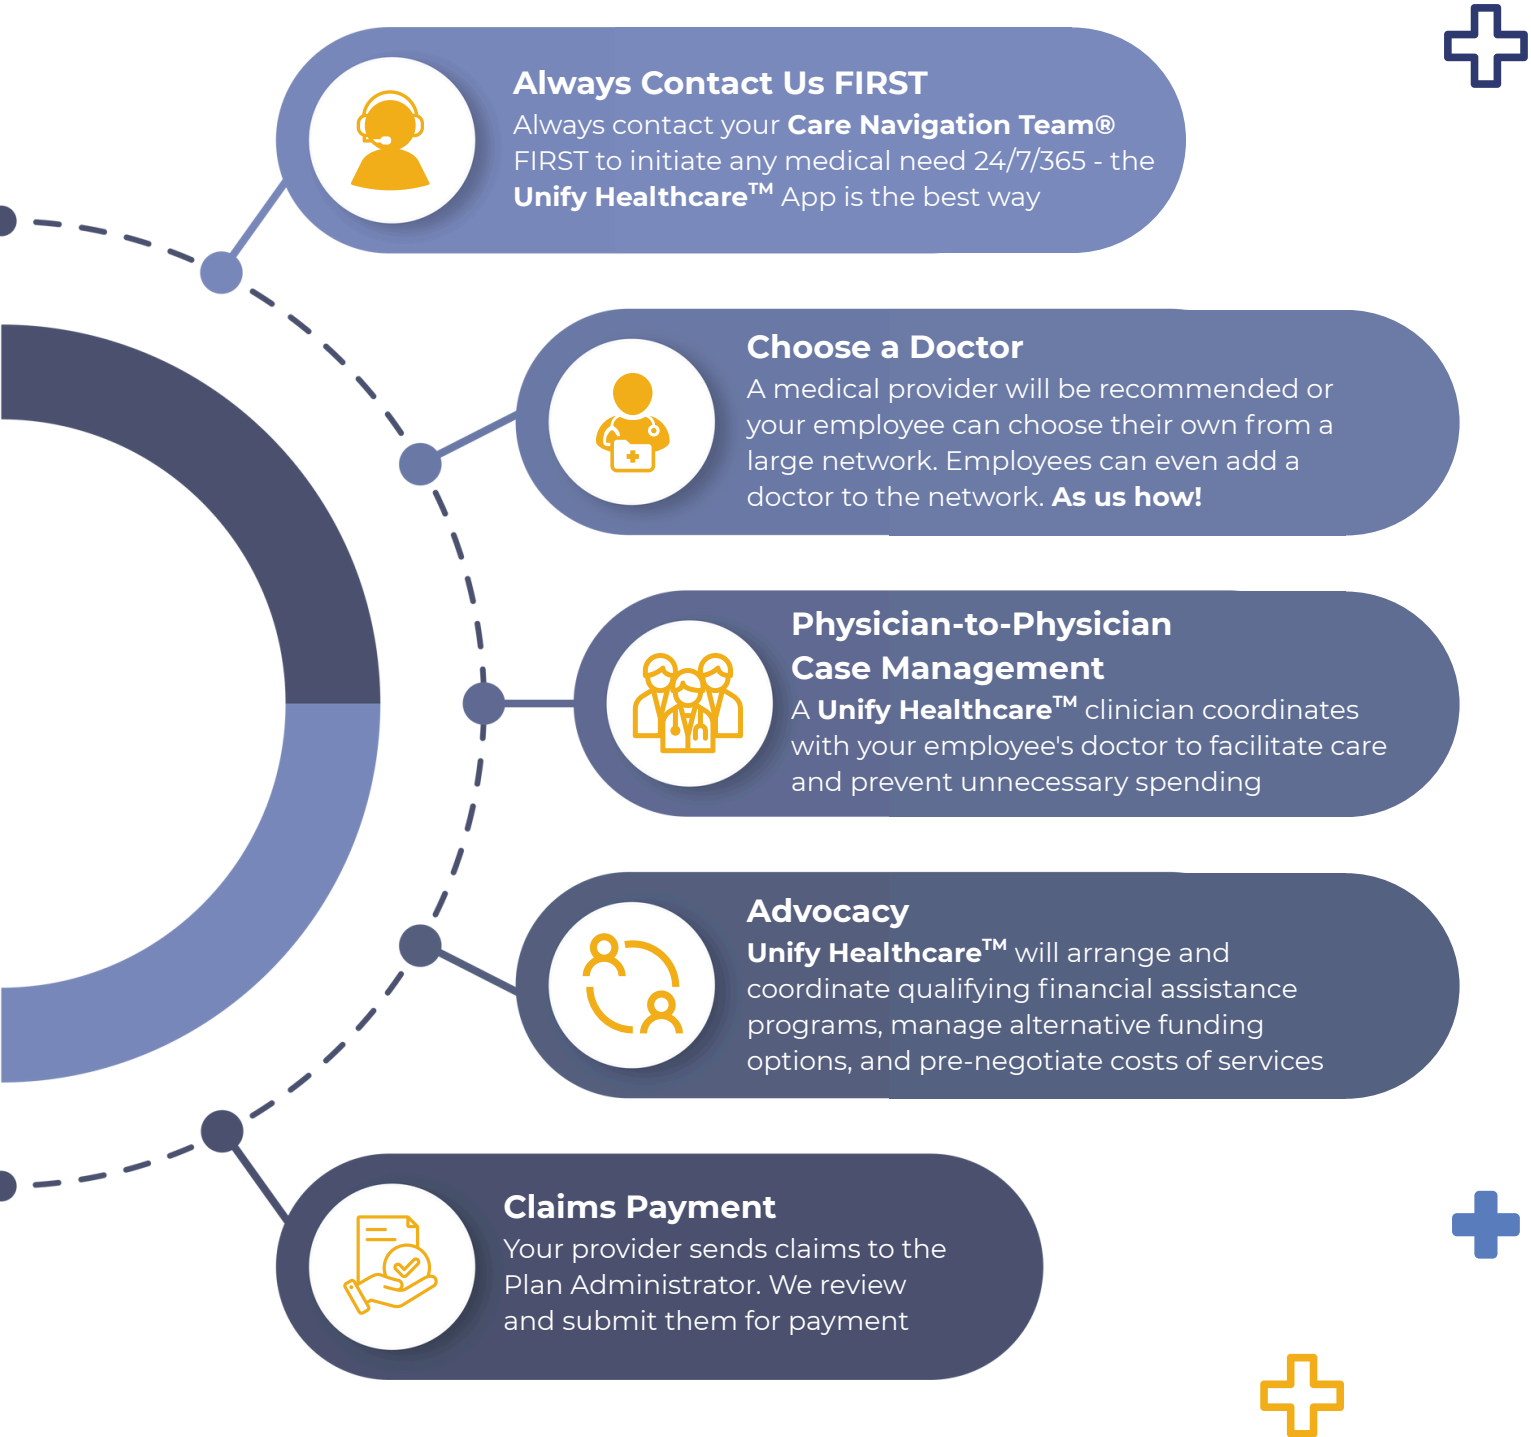 Always Contact Us FIRST
Always contact your Care Navigation Team®
FIRST to initiate any medical need 24/7/365 - the
Unify Healthcare™ App is the best way
Choose a Doctor
A medical provider will be recommended or
your employee can choose their own from a
large network. Employees can even add a
doctor to the network. As us how!
Physician-to-Physician
Case Management
A Unify Healthcare™ clinician coordinates
with your employee's doctor to facilitate care
and prevent unnecessary spending
Advocacy
Unify Healthcare™ will arrange and
coordinate qualifying financial assistance
programs, manage alternative funding
options, and pre-negotiate costs of services
Claims Payment
Your provider sends claims to the
Plan Administrator. We review
and submit them for payment